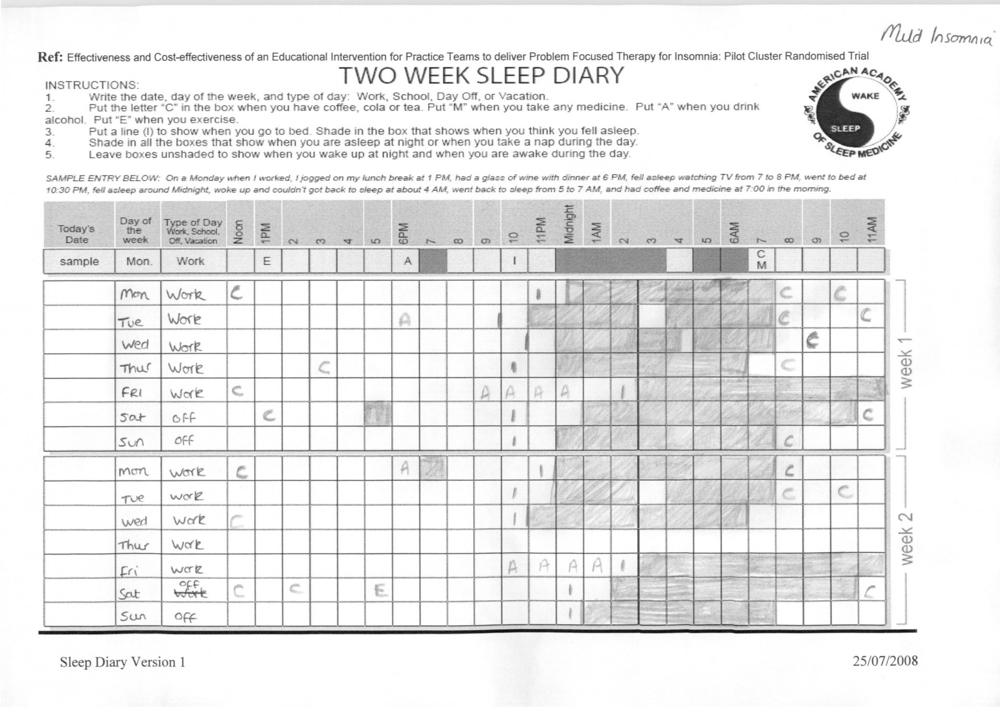 Mild Insomnia
Ref: Effectiveness and Cost-effectiveness of an Educational Intervention for Practice Teams to deliver Problem Focused Therapy for Insomnia: Pilot Cluster Randomised Trial
TWO WEEK SLEEP DIARY
AMERICAN ACADEMY OF SLEEP MEDICINE
WAKE
SLEEP
INSTRUCTIONS:
1. Write the date, day of the week, and type of day: Work, School, Day Off, or Vacation.
2. Put the letter “C” in the box when you have coffee, cola or tea. Put “M” when you take any medicine. Put “A” when you drink
alcohol. Put “E” when you exercise.
3. Put a line (I) to show when you go to bed. Shade in the box that shows when you think you fell asleep.
4. Shade in all the boxes that show when you are asleep at night or when you take a nap during the day.
5. Leave boxes unshaded to show when you wake up at night and when you are awake during the day.
SAMPLE ENTRY BELOW: On a Monday when I worked, I jogged on my lunch break at 1 PM, had a glass of wine with dinner at 6 PM, fell asleep watching TV from 7 to 8 PM, went to bed at
10:30 PM, fell asleep around Midnight, woke up and couldn't got back to sleep at about 4 AM, went back to sleep from 5 to 7 AM, and had coffee and medicine at 7:00 in the morning.
Today's Date Day of the week Type of Day Work, School, Off, Vacation Noon 1PM 2 3 4 5 6PM 7 8 9 10 11PM Midnight 1AM 2 3 4 5 6AM 7 8 9 10 11AM
sample Mon. Work E A I C M
Mon Work C I C C
Tue Work A I C C
Wed Work I C
Thur Work C I C
FRI Work C A A A A I
Sat Off C I C
Sun Off I C
week 1
Mon Work C A I C
Tue Work I C C
Wed Work C I
Thur Work
Fri Work A A A A I
Sat Work Off C C E I C
Sun Off I
week 2
Sleep Diary Version 1 25/07/2008